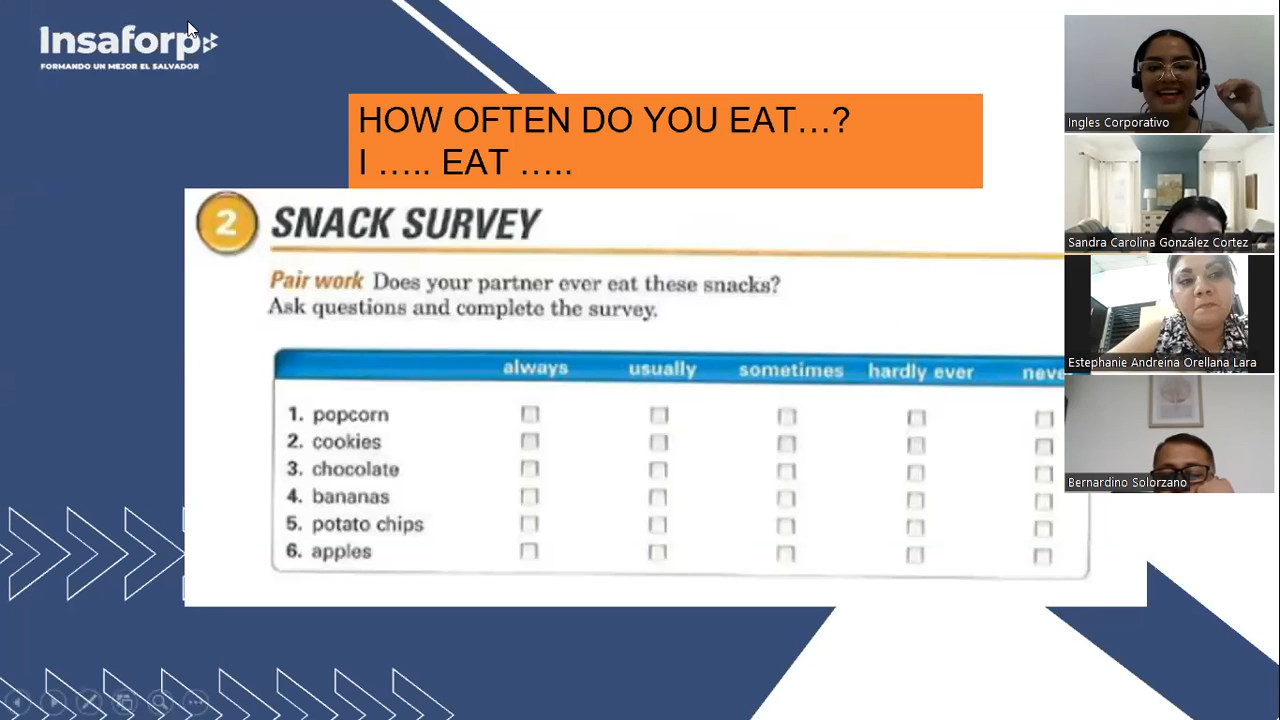 Insaforp
FORMANDO UN MEJOR EL SALVADOR
HOW OFTEN DO YOU EAT...?
I ..... EAT .....
2 SNACK SURVEY
Pair work Does your partner ever eat these snacks?
Ask questions and complete the survey.
always usually sometimes hardly ever neve
1. popcorn
2. cookies
3. chocolate
4. bananas
5. potato chips
6. apples
Ingles Corporativo
Sandra Carolina González Cortez
Estephanie Andreina Orellana Lara
Bernardino Solorzano